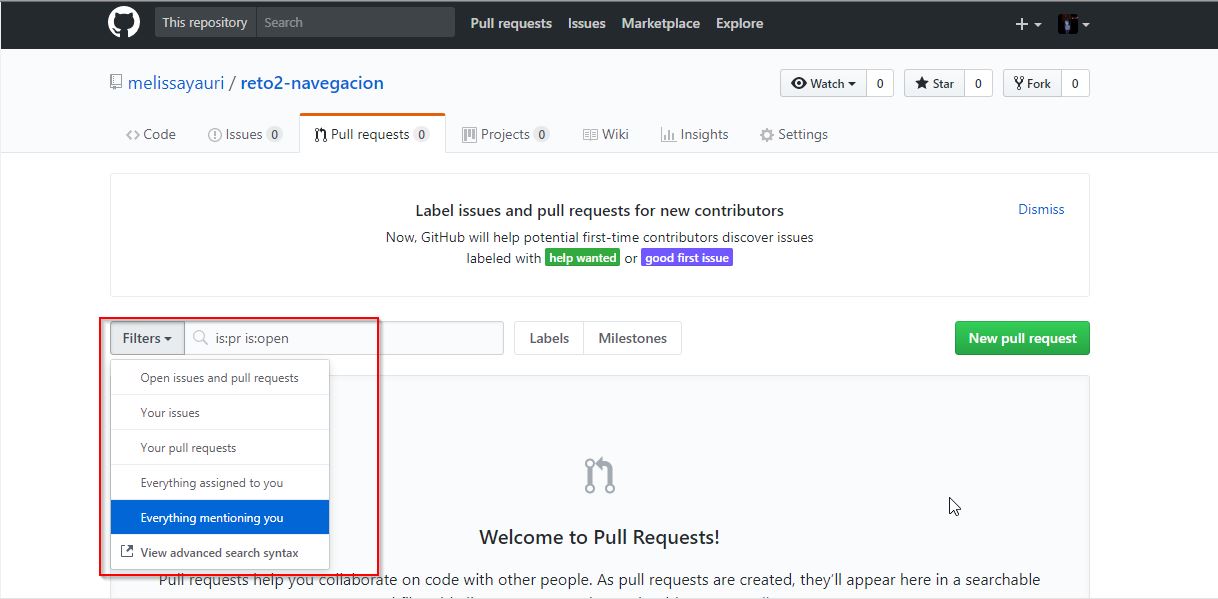 This repository Search Pull requests Issues Marketplace Explore
melissayauri / reto2-navegacion Watch 0 Star 0 Fork 0
Code Issues 0 Pull requests 0 Projects 0 Wiki Insights Settings
Label issues and pull requests for new contributors Dismiss
Now, GitHub will help potential first-time contributors discover issues
labeled with help wanted or good first issue
Filters is:pr is:open Labels Milestones New pull request
Open issues and pull requests
Your issues
Your pull requests
Everything assigned to you
Everything mentioning you
View advanced search syntax
Welcome to Pull Requests!
Pull requests help you collaborate on code with other people. As pull requests are created, they’ll appear here in a searchable